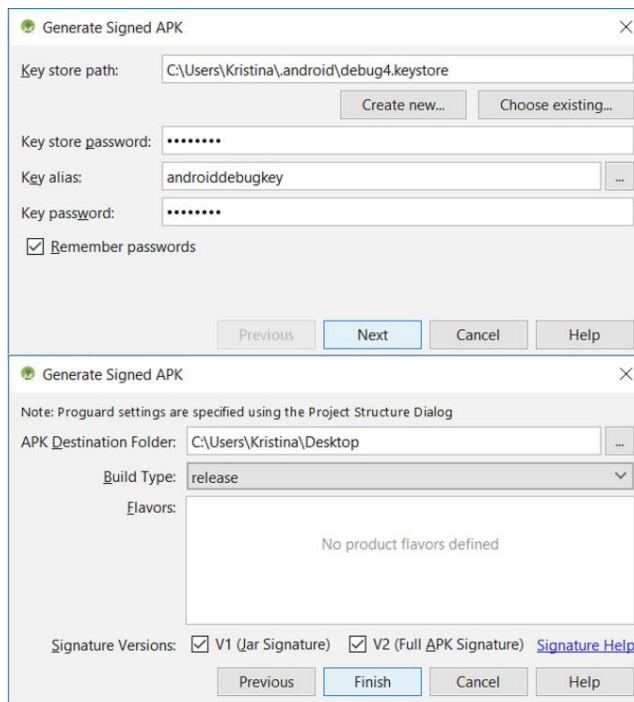 Generate Signed APK
Key store path: C:\Users\Kristina\.android\debug4.keystore
Create new... Choose existing...
Key store password: ••••••••
Key alias: androiddebugkey ...
Key password: ••••••••
Remember passwords
Previous Next Cancel Help
Generate Signed APK
Note: Proguard settings are specified using the Project Structure Dialog
APK Destination Folder: C:\Users\Kristina\Desktop ...
Build Type: release
Flavors:
No product flavors defined
Signature Versions: V1 (Jar Signature) V2 (Full APK Signature) Signature Help
Previous Finish Cancel Help